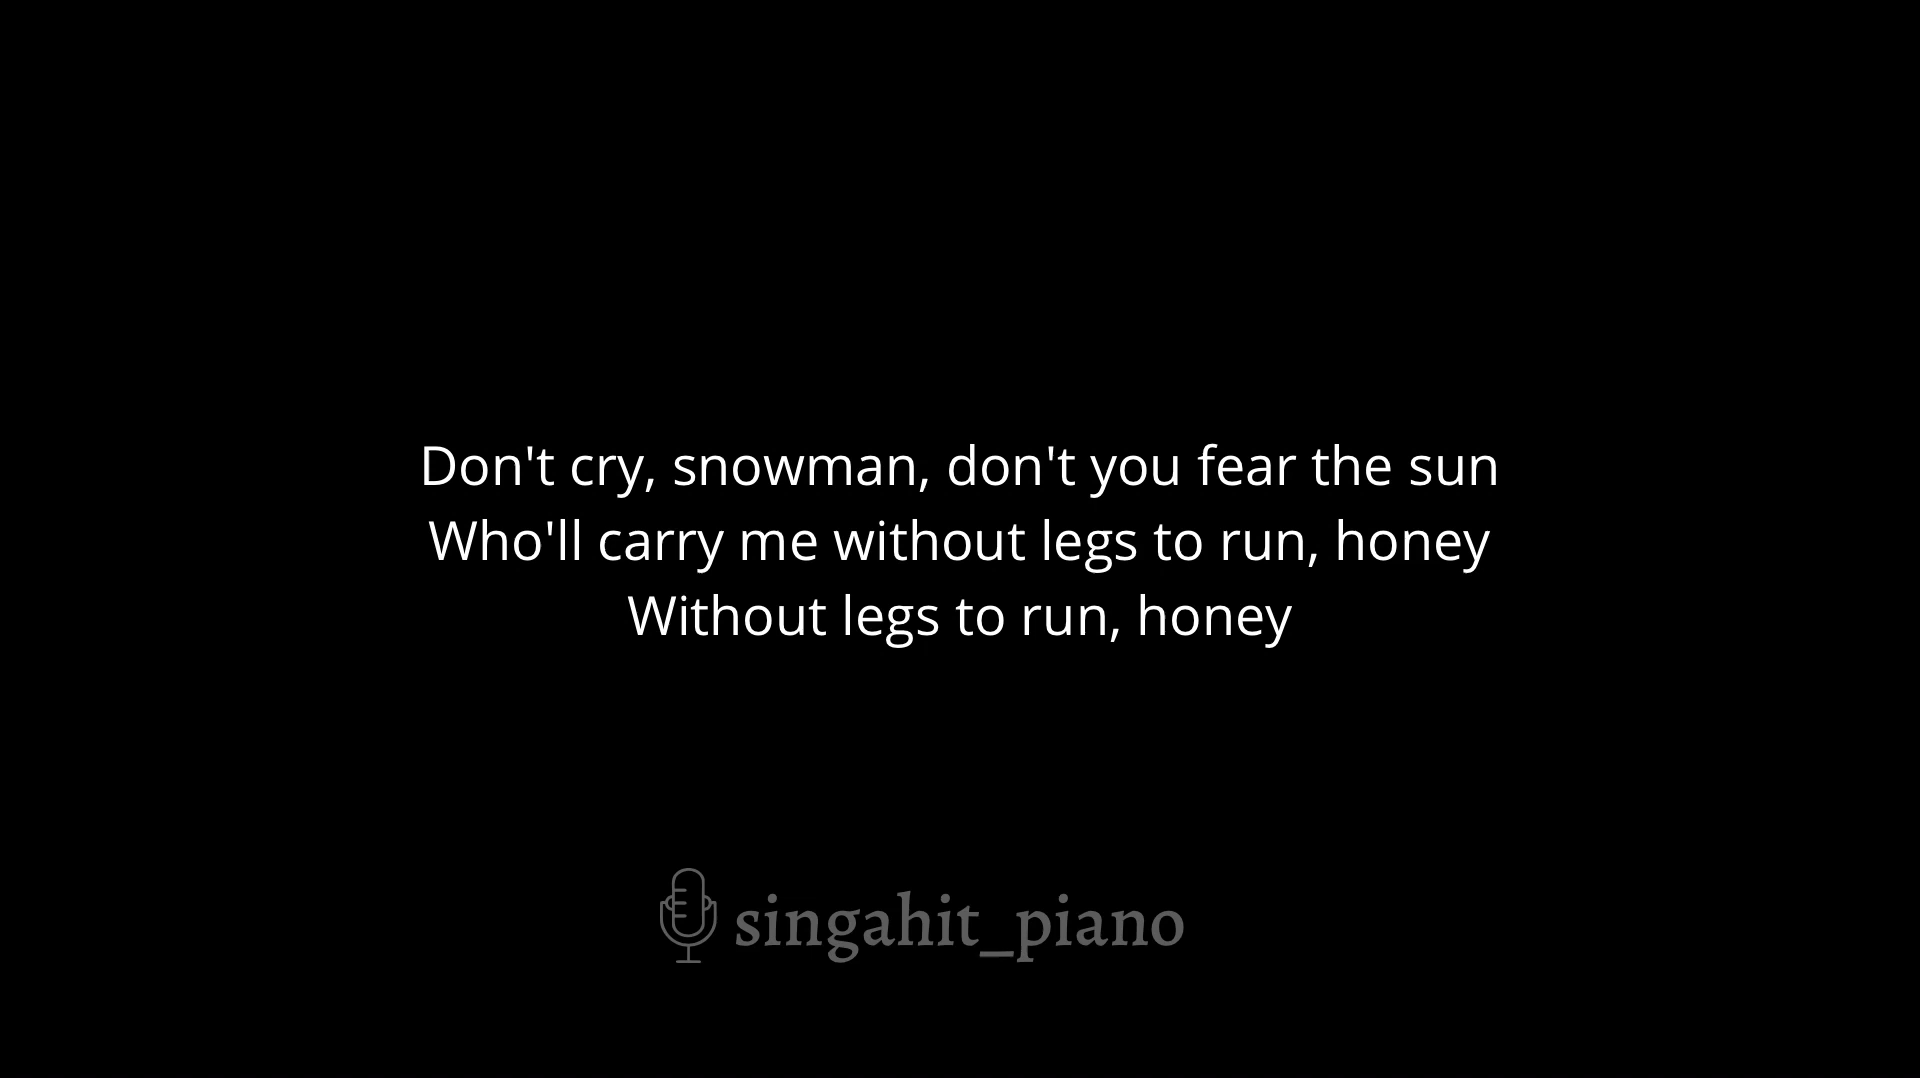 Don't cry, snowman, don't you fear the sun
Who'll carry me without legs to run, honey
Without legs to run, honey
singahit_piano